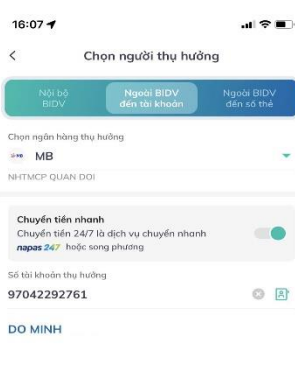 16:07
Chọn người thụ hưởng
Nội bộ
BIDV
Ngoài BIDV
đến tài khoản
Ngoài BIDV
đến số thẻ
Chọn ngân hàng thụ hưởng
MB
NHTMCP QUAN DOI
Chuyển tiền nhanh
Chuyển tiền 24/7 là dịch vụ chuyển nhanh
napas 247 hoặc song phương
Số tài khoản thụ hưởng
97042292761
DO MINH